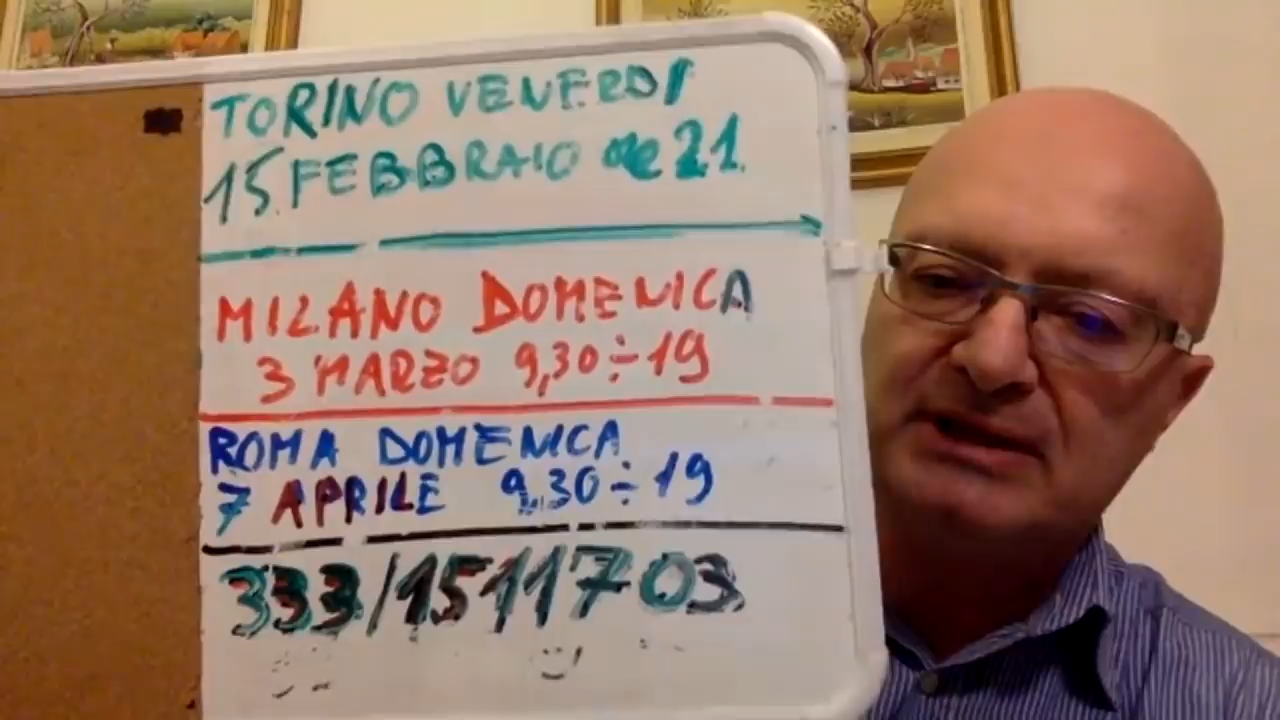 TORINO VENERDI
15 FEBBRAIO ore 21.
MILANO DOMENICA
3 MARZO 9,30÷19
ROMA DOMENICA
7 APRILE 9,30÷19
333/1511703